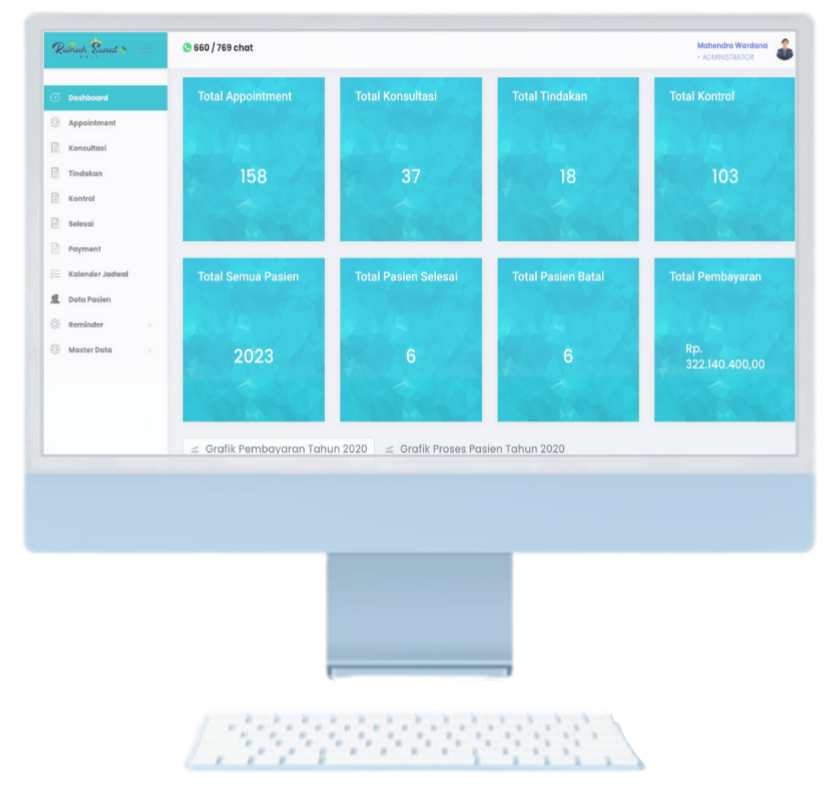 Rumah Sunat
BALI
660 / 769 chat
Mahendra Wardana
- ADMINISTRATOR
Dashboard
Appointment
Konsultasi
Tindakan
Kontrol
Selesai
Payment
Kalender Jadwal
Data Pasien
Reminder
Master Data
Total Appointment
158
Total Konsultasi
37
Total Tindakan
18
Total Kontrol
103
Total Semua Pasien
2023
Total Pasien Selesai
6
Total Pasien Batal
6
Total Pembayaran
Rp.
322.140.400,00
Grafik Pembayaran Tahun 2020
Grafik Proses Pasien Tahun 2020